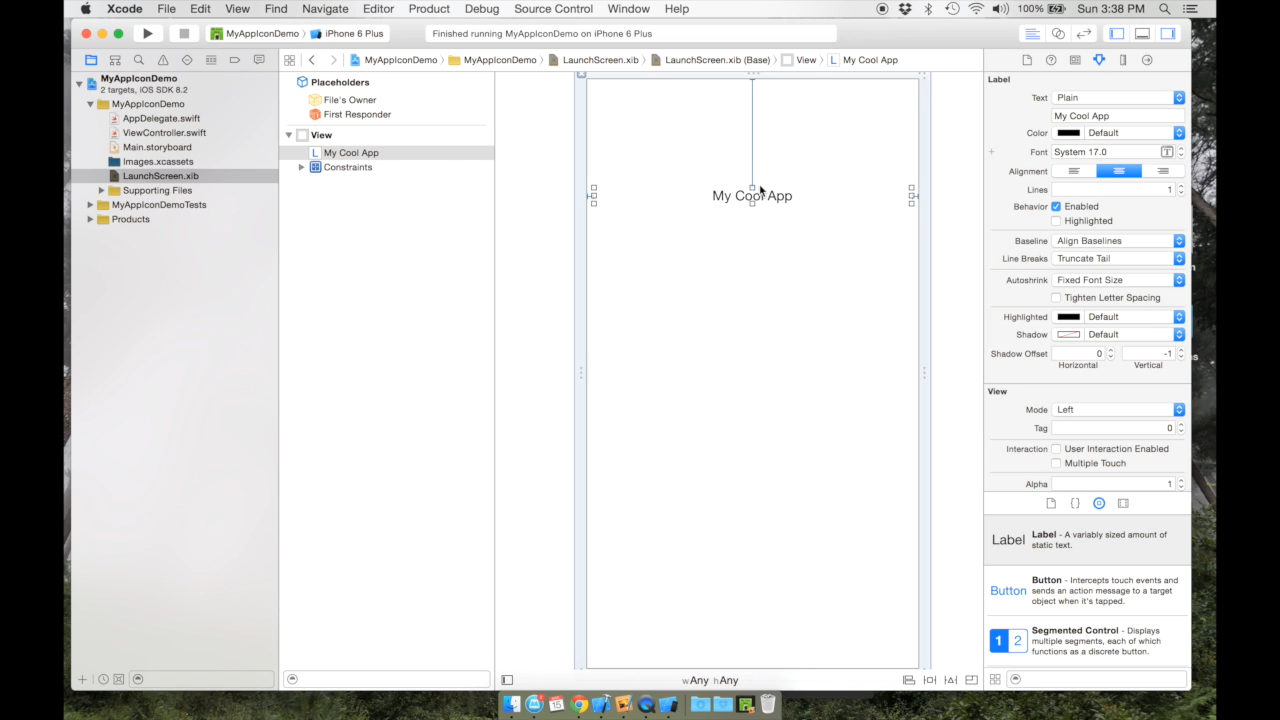 Xcode File Edit View Find Navigate Editor Product Debug Source Control Window Help 100% Sun 3:38 PM
MyAppIconDemo iPhone 6 Plus Finished running MyAppIconDemo on iPhone 6 Plus
MyAppIconDemo MyAppIconDemo LaunchScreen.xib LaunchScreen.xib (Base) View L My Cool App
MyAppIconDemo
2 targets, iOS SDK 8.2
MyAppIconDemo
AppDelegate.swift
ViewController.swift
Main.storyboard
Images.xcassets
LaunchScreen.xib
Supporting Files
MyAppIconDemoTests
Products
Placeholders
File's Owner
First Responder
View
L My Cool App
Constraints
My Cool App
wAny hAny
Label
Text Plain
My Cool App
Color Default
Font System 17.0
Alignment
Lines 1
Behavior Enabled
Highlighted
Baseline Align Baselines
Line Breaks Truncate Tail
Autoshrink Fixed Font Size
Tighten Letter Spacing
Highlighted Default
Shadow Default
Shadow Offset 0 -1
Horizontal Vertical
View
Mode Left
Tag 0
Interaction User Interaction Enabled
Multiple Touch
Alpha 1
Label Label - A variably sized amount of
static text.
Button Button - Intercepts touch events and
sends an action message to a target
object when it's tapped.
1 2 Segmented Control - Displays
multiple segments, each of which
functions as a discrete button.
15